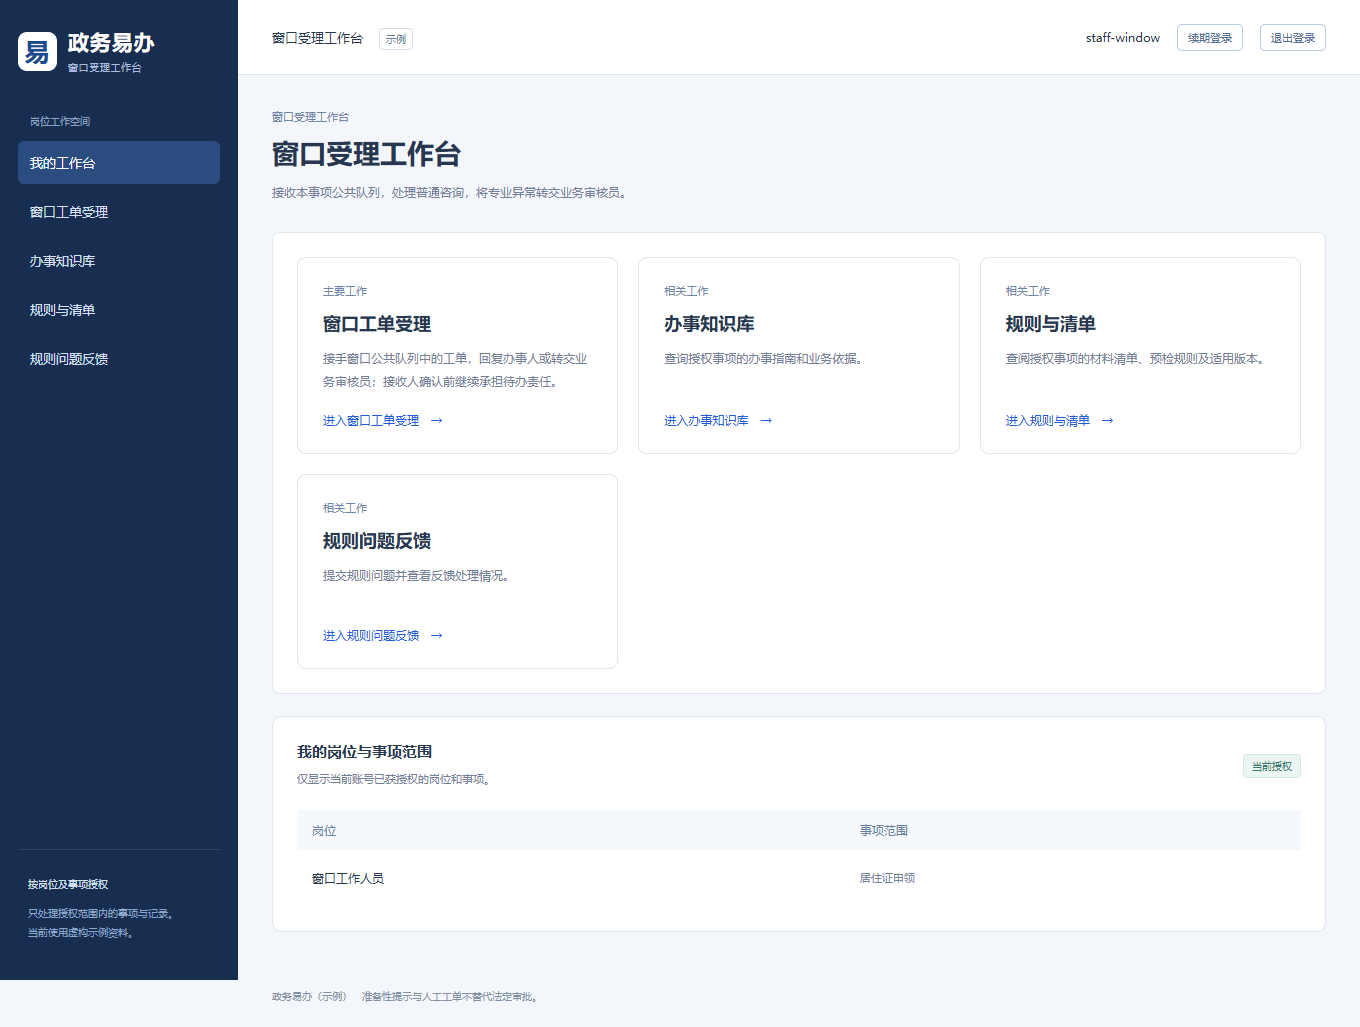 易
政务易办
窗口受理工作台
岗位工作空间
我的工作台
窗口工单受理
办事知识库
规则与清单
规则问题反馈
按岗位及事项授权
只处理授权范围内的事项与记录。
当前使用虚构示例资料。
窗口受理工作台
示例
staff-window
续期登录
退出登录
窗口受理工作台
窗口受理工作台
接收本事项公共队列，处理普通咨询，将专业异常转交业务审核员。
主要工作
窗口工单受理
接手窗口公共队列中的工单，回复办事人或转交业
务审核员；接收人确认前继续承担待办责任。
进入窗口工单受理 →
相关工作
办事知识库
查询授权事项的办事指南和业务依据。
进入办事知识库 →
相关工作
规则与清单
查阅授权事项的材料清单、预检规则及适用版本。
进入规则与清单 →
相关工作
规则问题反馈
提交规则问题并查看反馈处理情况。
进入规则问题反馈 →
我的岗位与事项范围
仅显示当前账号已获授权的岗位和事项。
当前授权
岗位 事项范围
窗口工作人员 居住证申领
政务易办（示例） 准备性提示与人工工单不替代法定审批。